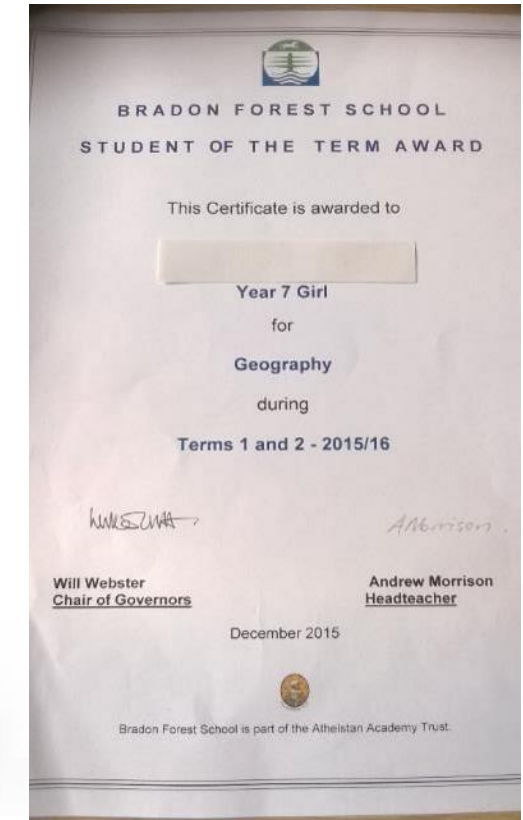 BRADON FOREST SCHOOL
STUDENT OF THE TERM AWARD
This Certificate is awarded to
Year 7 Girl
for
Geography
during
Terms 1 and 2 - 2015/16
AMorrison.
Will Webster
Andrew Morrison
Chair of Governors
Headteacher
December 2015
Bradon Forest School is part of the Athelstan Academy Trust.